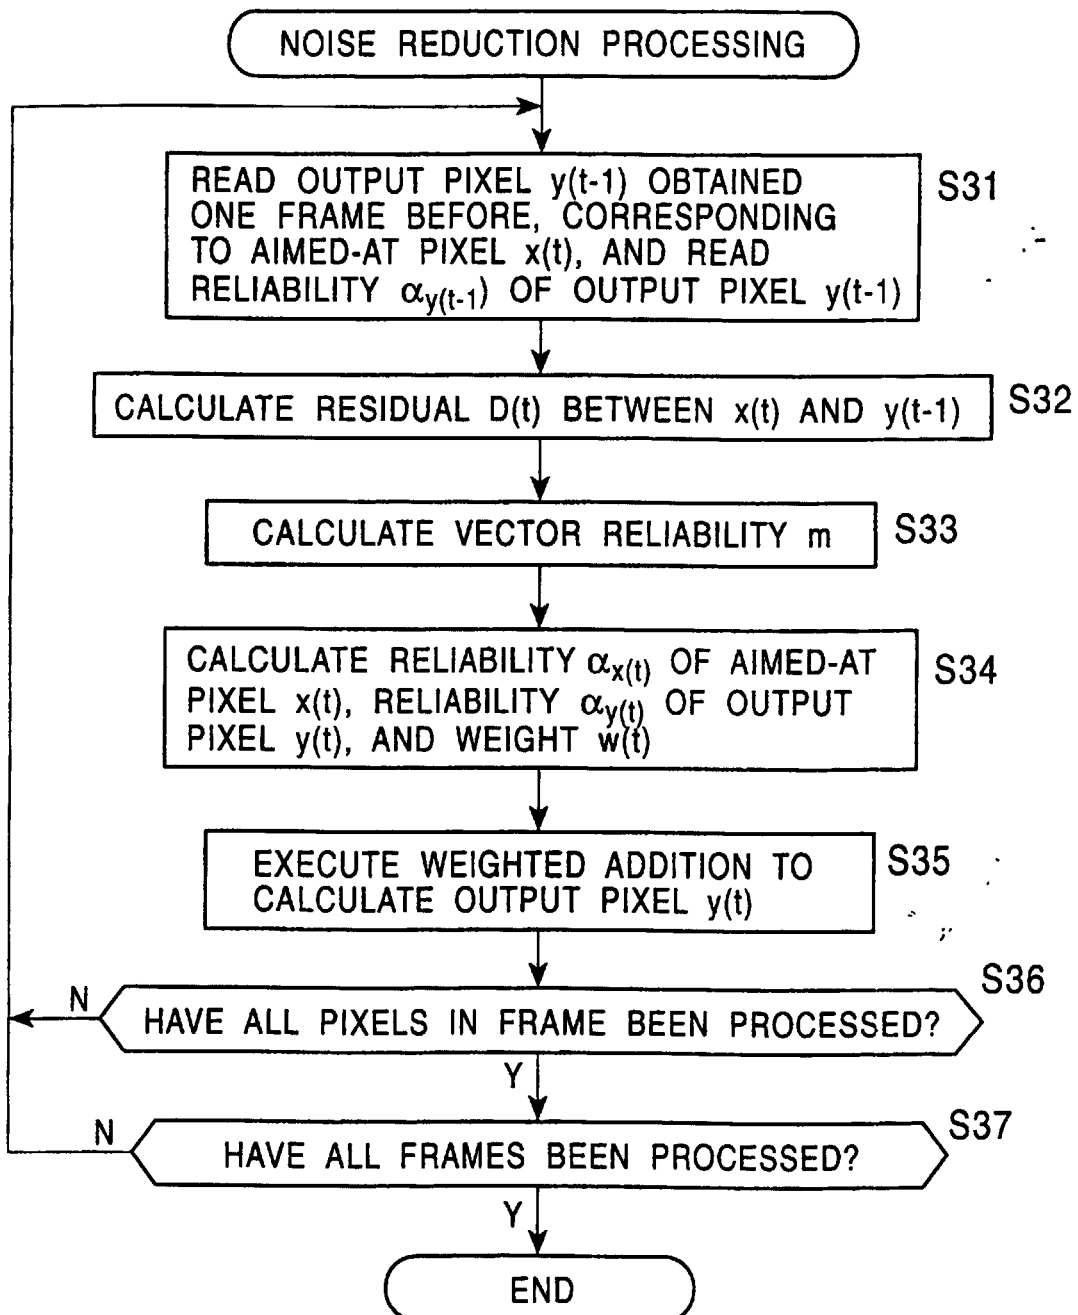 NOISE REDUCTION PROCESSING
READ OUTPUT PIXEL y(t-1) OBTAINED
ONE FRAME BEFORE, CORRESPONDING
TO AIMED-AT PIXEL x(t), AND READ
RELIABILITY αy(t-1) OF OUTPUT PIXEL y(t-1)
S31
CALCULATE RESIDUAL D(t) BETWEEN x(t) AND y(t-1)
S32
CALCULATE VECTOR RELIABILITY m
S33
CALCULATE RELIABILITY αx(t) OF AIMED-AT
PIXEL x(t), RELIABILITY αy(t) OF OUTPUT
PIXEL y(t), AND WEIGHT w(t)
S34
EXECUTE WEIGHTED ADDITION TO
CALCULATE OUTPUT PIXEL y(t)
S35
S36
N
HAVE ALL PIXELS IN FRAME BEEN PROCESSED?
Y
S37
N
HAVE ALL FRAMES BEEN PROCESSED?
Y
END